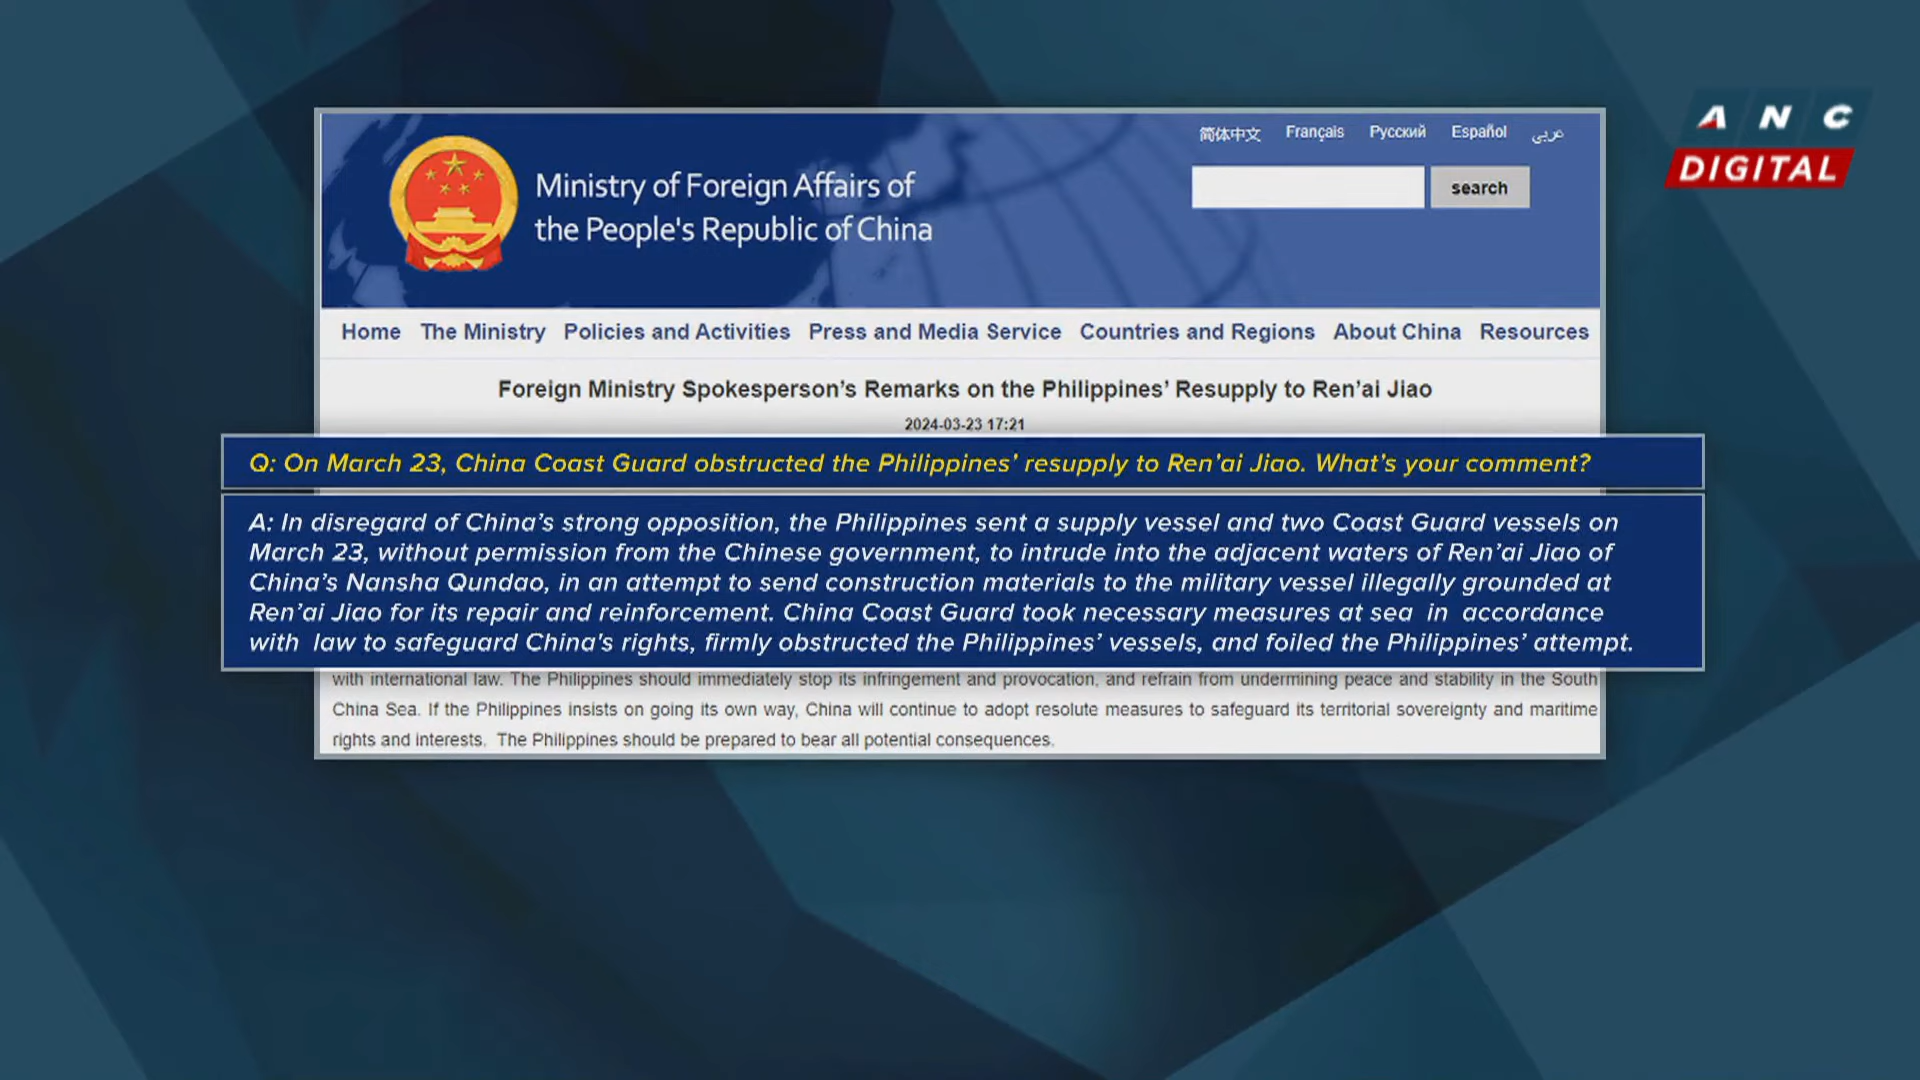 ANC
DIGITAL
简体中文 Français Русский Español عربي
Ministry of Foreign Affairs of
the People's Republic of China
search
Home The Ministry Policies and Activities Press and Media Service Countries and Regions About China Resources
Foreign Ministry Spokesperson's Remarks on the Philippines' Resupply to Ren'ai Jiao
2024-03-23 17:21
Q: On March 23, China Coast Guard obstructed the Philippines' resupply to Ren'ai Jiao. What's your comment?
A: In disregard of China's strong opposition, the Philippines sent a supply vessel and two Coast Guard vessels on
March 23, without permission from the Chinese government, to intrude into the adjacent waters of Ren'ai Jiao of
China's Nansha Qundao, in an attempt to send construction materials to the military vessel illegally grounded at
Ren'ai Jiao for its repair and reinforcement. China Coast Guard took necessary measures at sea in accordance
with law to safeguard China's rights, firmly obstructed the Philippines' vessels, and foiled the Philippines' attempt.
with international law. The Philippines should immediately stop its infringement and provocation, and refrain from undermining peace and stability in the South
China Sea. If the Philippines insists on going its own way, China will continue to adopt resolute measures to safeguard its territorial sovereignty and maritime
rights and interests. The Philippines should be prepared to bear all potential consequences.